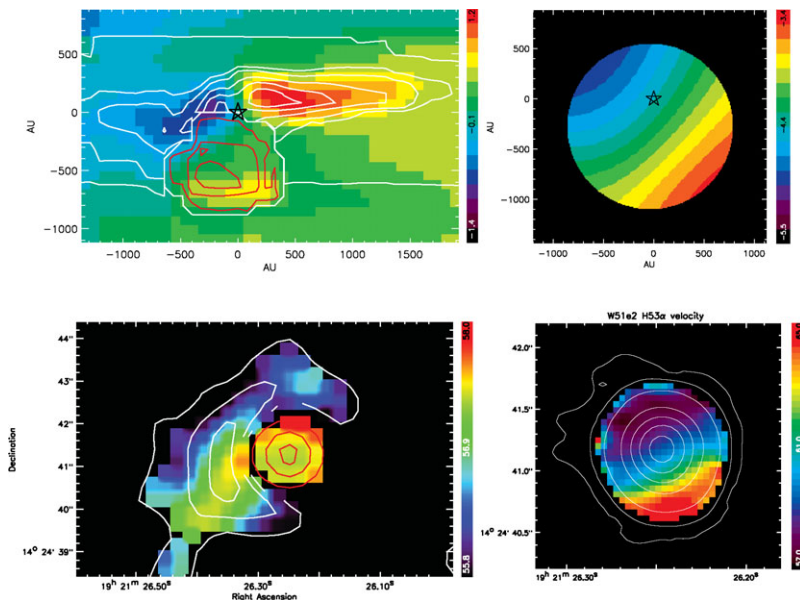 1.2
-0.1
-1.4
500
0
-500
-1000
AU
-1000 -500 0 500 1000 1500
AU
-3.4
-4.4
-5.5
500
0
-500
-1000
AU
-1000 -500 0 500 1000
AU
58.0
56.9
55.8
44"
43"
42"
41"
40"
14° 24' 39"
Declination
19h 21m 26.50s 26.30s 26.10s
Right Ascension
W51e2 H53α velocity
61.0
57.0
42.0"
41.5"
41.0"
14° 24' 40.5"
19h 21m 26.30s 26.20s